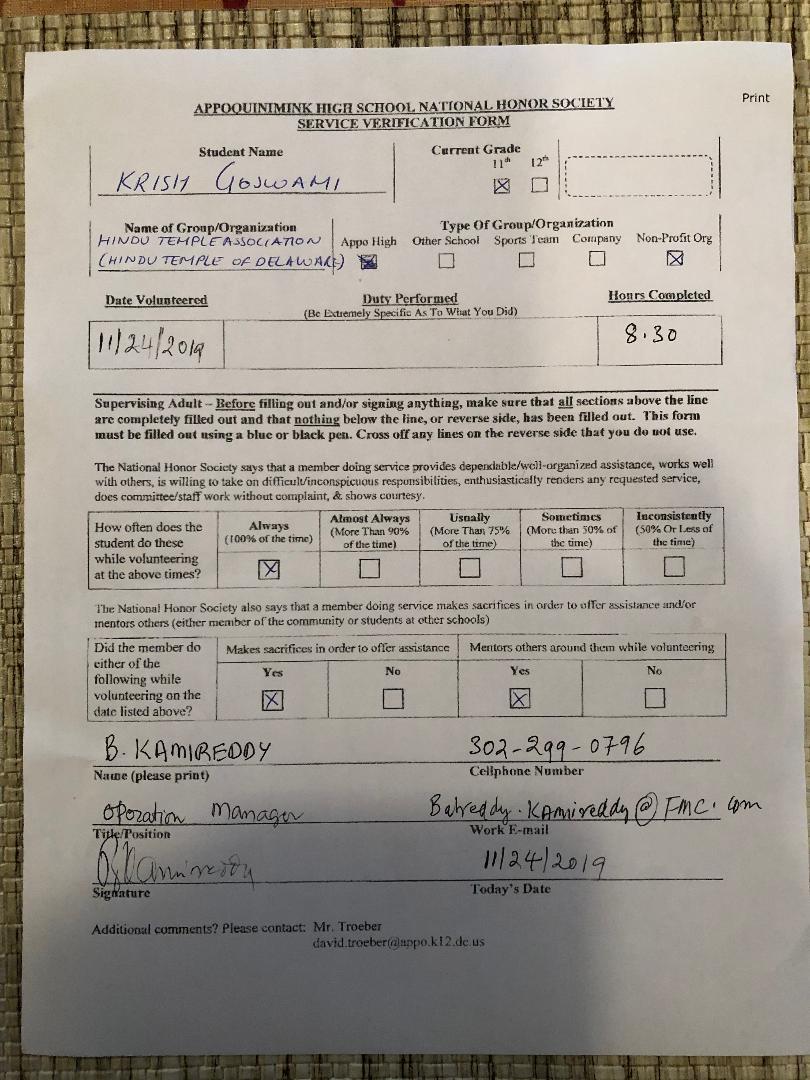 Print
APPOQUINIMINK HIGH SCHOOL NATIONAL HONOR SOCIETY
SERVICE VERIFICATION FORM
Student Name
KRISH GOSWAMI
Current Grade
11th 12th
Name of Group/Organization
HINDU TEMPLE ASSOCIATION
(HINDU TEMPLE OF DELAWARE)
Type Of Group/Organization
Appo High Other School Sports Team Company Non-Profit Org
Date Volunteered
Duty Performed
(Be Extremely Specific As To What You Did)
Hours Completed
11/24/2019
8.30
Supervising Adult – Before filling out and/or signing anything, make sure that all sections above the line
are completely filled out and that nothing below the line, or reverse side, has been filled out. This form
must be filled out using a blue or black pen. Cross off any lines on the reverse side that you do not use.
The National Honor Society says that a member doing service provides dependable/well-organized assistance, works well
with others, is willing to take on difficult/inconspicuous responsibilities, enthusiastically renders any requested service,
does committee/staff work without complaint, & shows courtesy.
How often does the
student do these
while volunteering
at the above times?
Always
(100% of the time)
Almost Always
(More Than 90%
of the time)
Usually
(More Than 75%
of the time)
Sometimes
(More than 50% of
the time)
Inconsistently
(50% Or Less of
the time)
The National Honor Society also says that a member doing service makes sacrifices in order to offer assistance and/or
mentors others (either member of the community or students at other schools)
Did the member do
either of the
following while
volunteering on the
date listed above?
Makes sacrifices in order to offer assistance
Yes No
Mentors others around them while volunteering
Yes No
B. KAMIREDDY
Name (please print)
302-299-0796
Cellphone Number
Operation Manager
Title/Position
Balreddy.Kamireddy@FMC.com
Work E-mail
Signature
11/24/2019
Today's Date
Additional comments? Please contact: Mr. Troeber
david.troeber@appo.k12.de.us